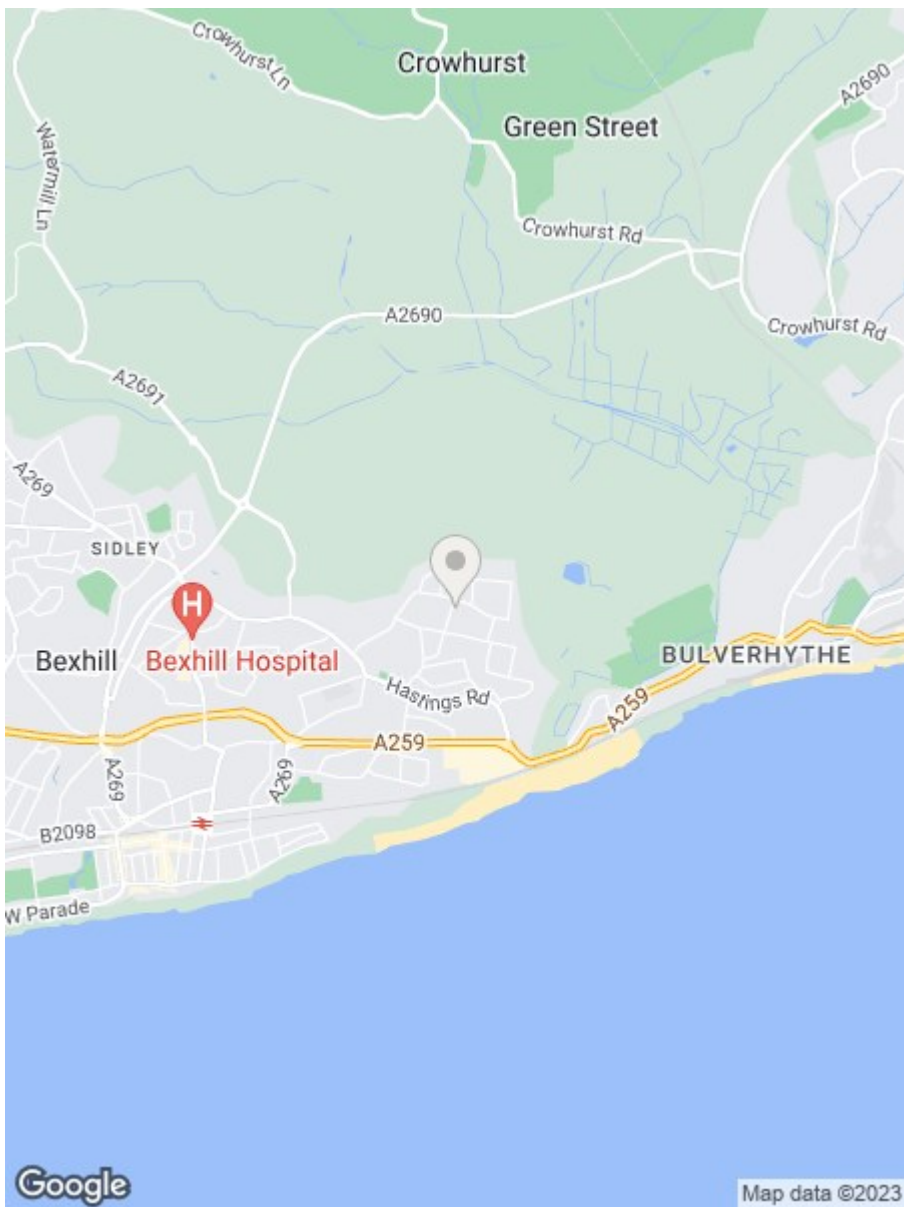 Crowhurst Ln
Crowhurst
A2690
Green Street
Watermill Ln
Crowhurst Rd
A2690
Crowhurst Rd
A2691
A269
SIDLEY
H
Bexhill
Bexhill Hospital
BULVERHYTHE
Hastings Rd
A259
A259
A269
A269
B2098
W Parade
Google
Map data ©2023